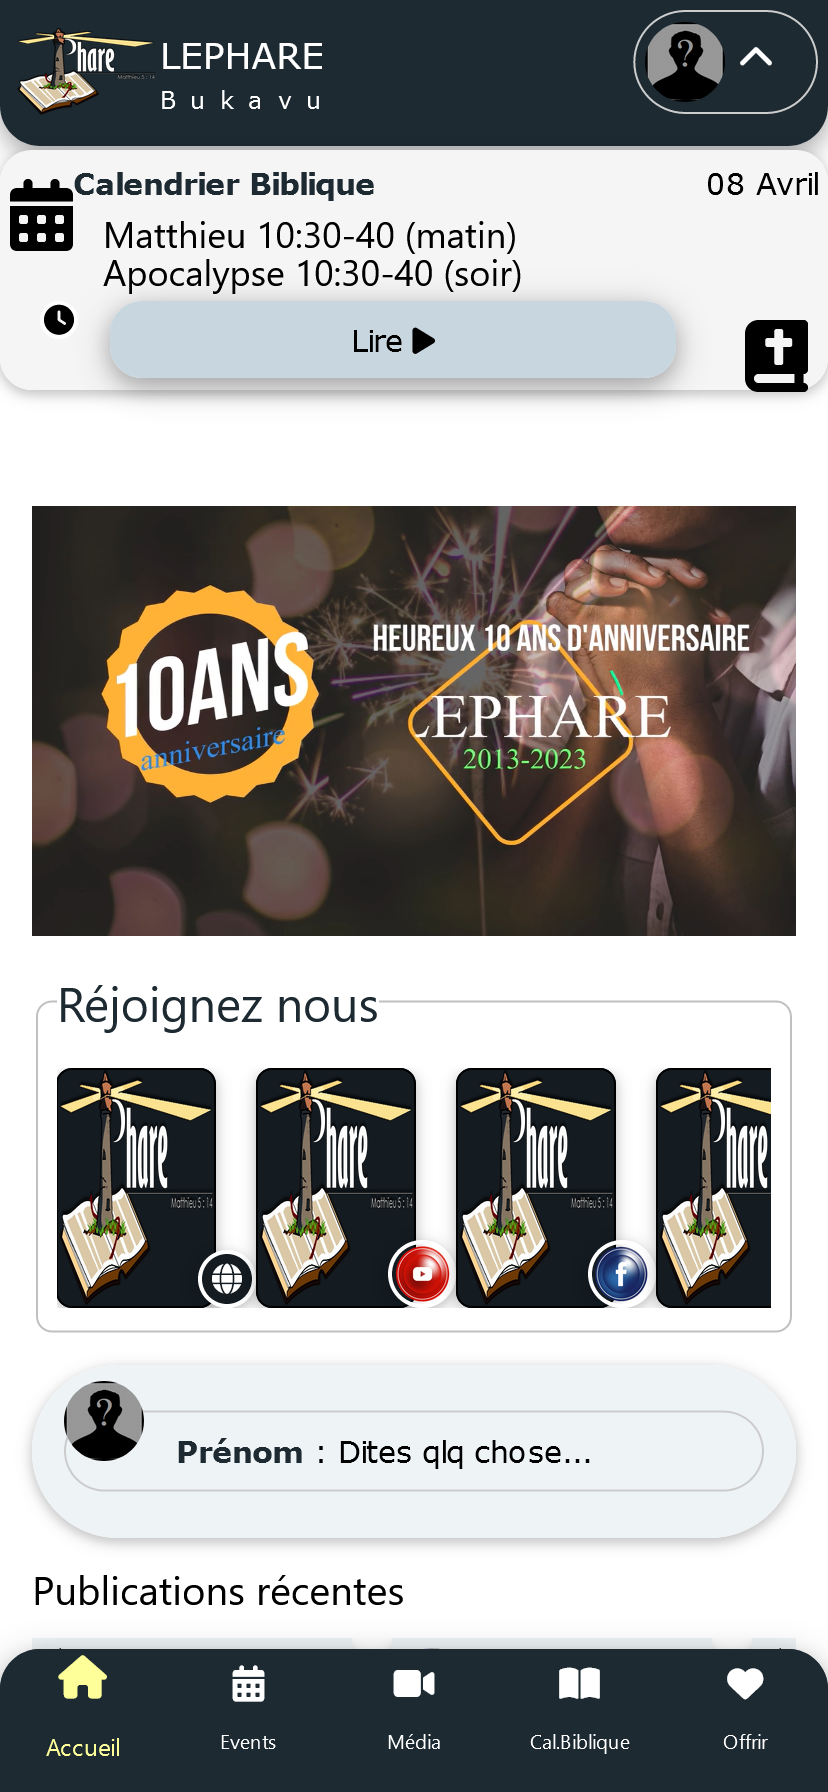 Phare
Matthieu 5 : 14
LEPHARE
Bukavu
Calendrier Biblique
08 Avril
Matthieu 10:30-40 (matin)
Apocalypse 10:30-40 (soir)
Lire
10ANS
anniversaire
HEUREUX 10 ANS D'ANNIVERSAIRE
LEPHARE
2013-2023
Réjoignez nous
Phare
Matthieu 5 : 14
Phare
Matthieu 5 : 14
Phare
Matthieu 5 : 14
Phare
Prénom : Dites qlq chose...
Publications récentes
Accueil
Events
Média
Cal.Biblique
Offrir